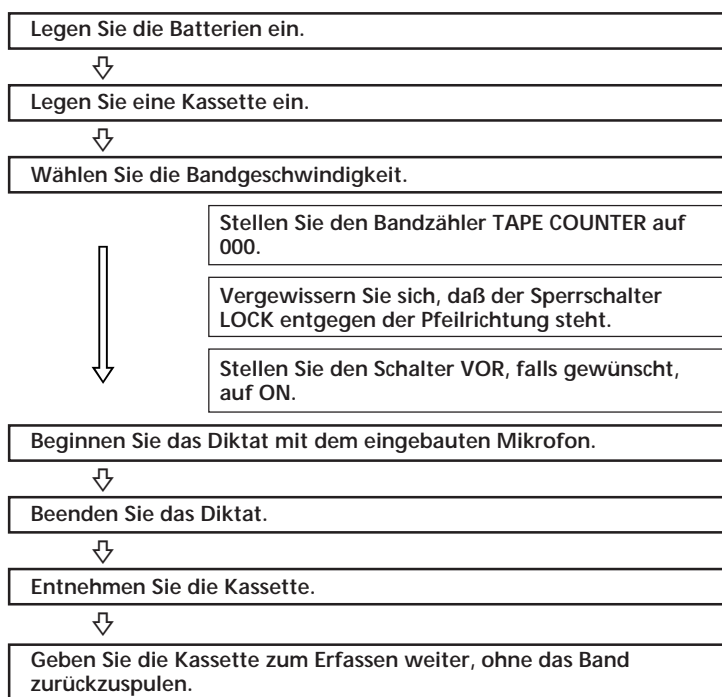 Legen Sie die Batterien ein.
Legen Sie eine Kassette ein.
Wählen Sie die Bandgeschwindigkeit.
Stellen Sie den Bandzähler TAPE COUNTER auf
000.
Vergewissern Sie sich, daß der Sperrschalter
LOCK entgegen der Pfeilrichtung steht.
Stellen Sie den Schalter VOR, falls gewünscht,
auf ON.
Beginnen Sie das Diktat mit dem eingebauten Mikrofon.
Beenden Sie das Diktat.
Entnehmen Sie die Kassette.
Geben Sie die Kassette zum Erfassen weiter, ohne das Band
zurückzuspulen.